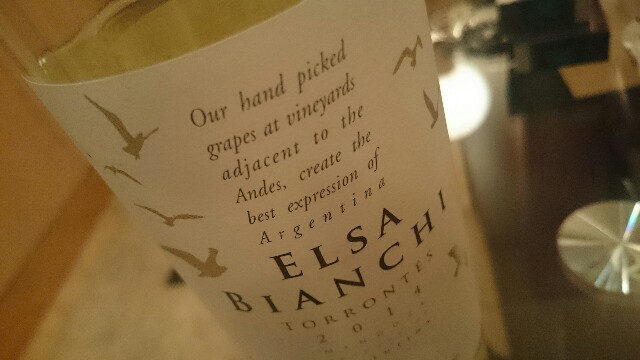 Our hand picked
grapes at vineyards
adjacent to the
Andes, create the
best expression of
Argentina
ELSA
BIANCHI
TORRONTES
2014